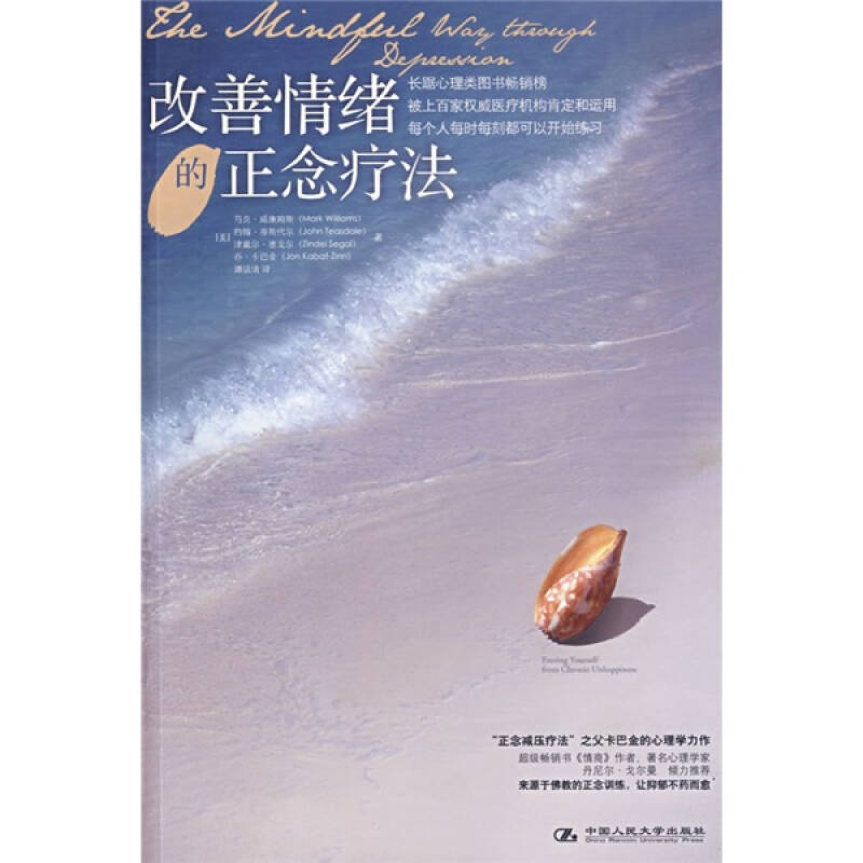 The Mindful Way through
Depression
改善情绪
的正念疗法
长踞心理类图书畅销榜
被上百家权威医疗机构肯定和运用
每个人每时每刻都可以开始练习
马克·威廉姆斯 (Mark Williams)
约翰·蒂斯代尔 (John Teasdale)
[美] 津戴尔·塞戈尔 (Zindel Segal) 著
乔·卡巴金 (Jon Kabat-Zinn)
谭洁清 译
Freeing Yourself
from Chronic Unhappiness
“正念减压疗法”之父卡巴金的心理学力作
超级畅销书《情商》作者、著名心理学家
丹尼尔·戈尔曼 倾力推荐
来源于佛教的正念训练，让抑郁不药而愈
中国人民大学出版社
China Renmin University Press